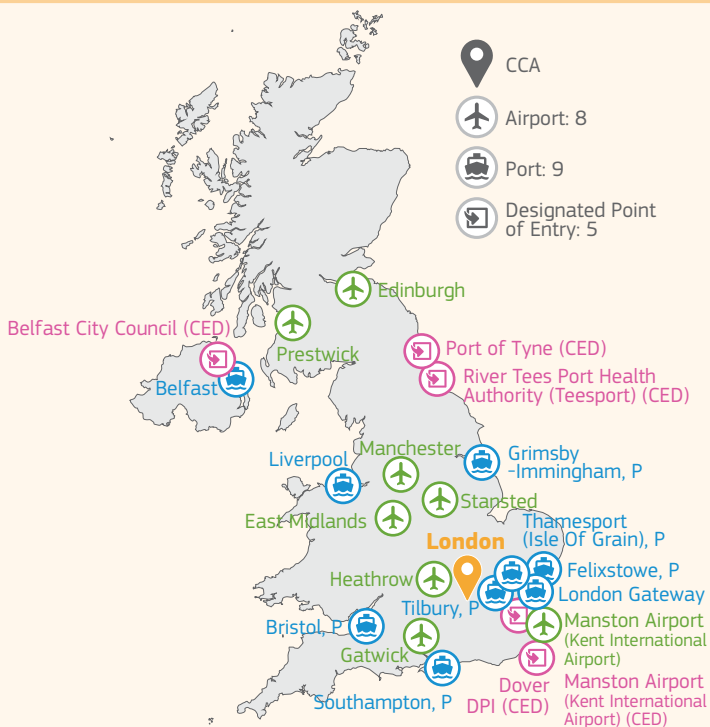 CCA
Airport: 8
Port: 9
Designated Point
of Entry: 5
Edinburgh
Belfast City Council (CED)
Prestwick
Port of Tyne (CED)
River Tees Port Health
Authority (Teesport) (CED)
Belfast
Manchester
Liverpool
Grimsby
-Immingham, P
Stansted
East Midlands
Thamesport
(Isle Of Grain), P
London
Heathrow
Felixstowe, P
London Gateway
Tilbury, P
Bristol, P
Manston Airport
(Kent International
Airport)
Gatwick
Southampton, P
Dover
DPI (CED)
Manston Airport
(Kent International
Airport) (CED)